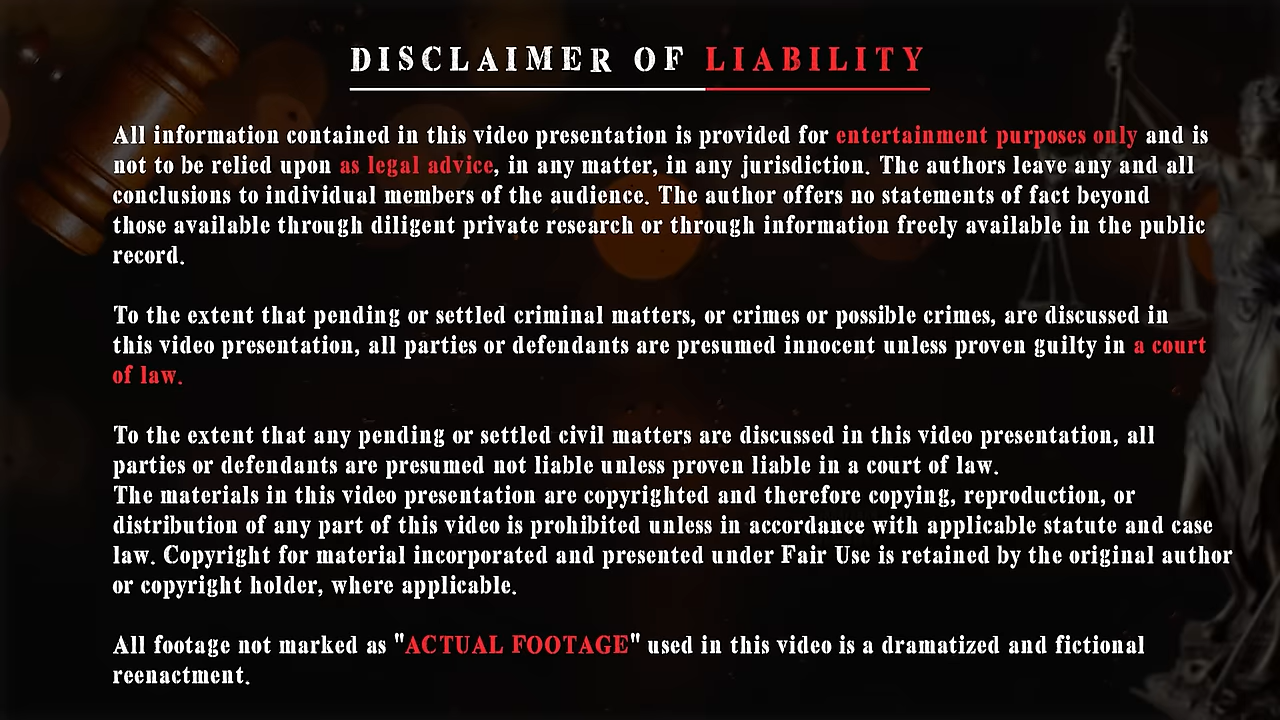 DISCLAIMER OF LIABILITY
All information contained in this video presentation is provided for entertainment purposes only and is
not to be relied upon as legal advice, in any matter, in any jurisdiction. The authors leave any and all
conclusions to individual members of the audience. The author offers no statements of fact beyond
those available through diligent private research or through information freely available in the public
record.
To the extent that pending or settled criminal matters, or crimes or possible crimes, are discussed in
this video presentation, all parties or defendants are presumed innocent unless proven guilty in a court
of law.
To the extent that any pending or settled civil matters are discussed in this video presentation, all
parties or defendants are presumed not liable unless proven liable in a court of law.
The materials in this video presentation are copyrighted and therefore copying, reproduction, or
distribution of any part of this video is prohibited unless in accordance with applicable statute and case
law. Copyright for material incorporated and presented under Fair Use is retained by the original author
or copyright holder, where applicable.
All footage not marked as "ACTUAL FOOTAGE" used in this video is a dramatized and fictional
reenactment.